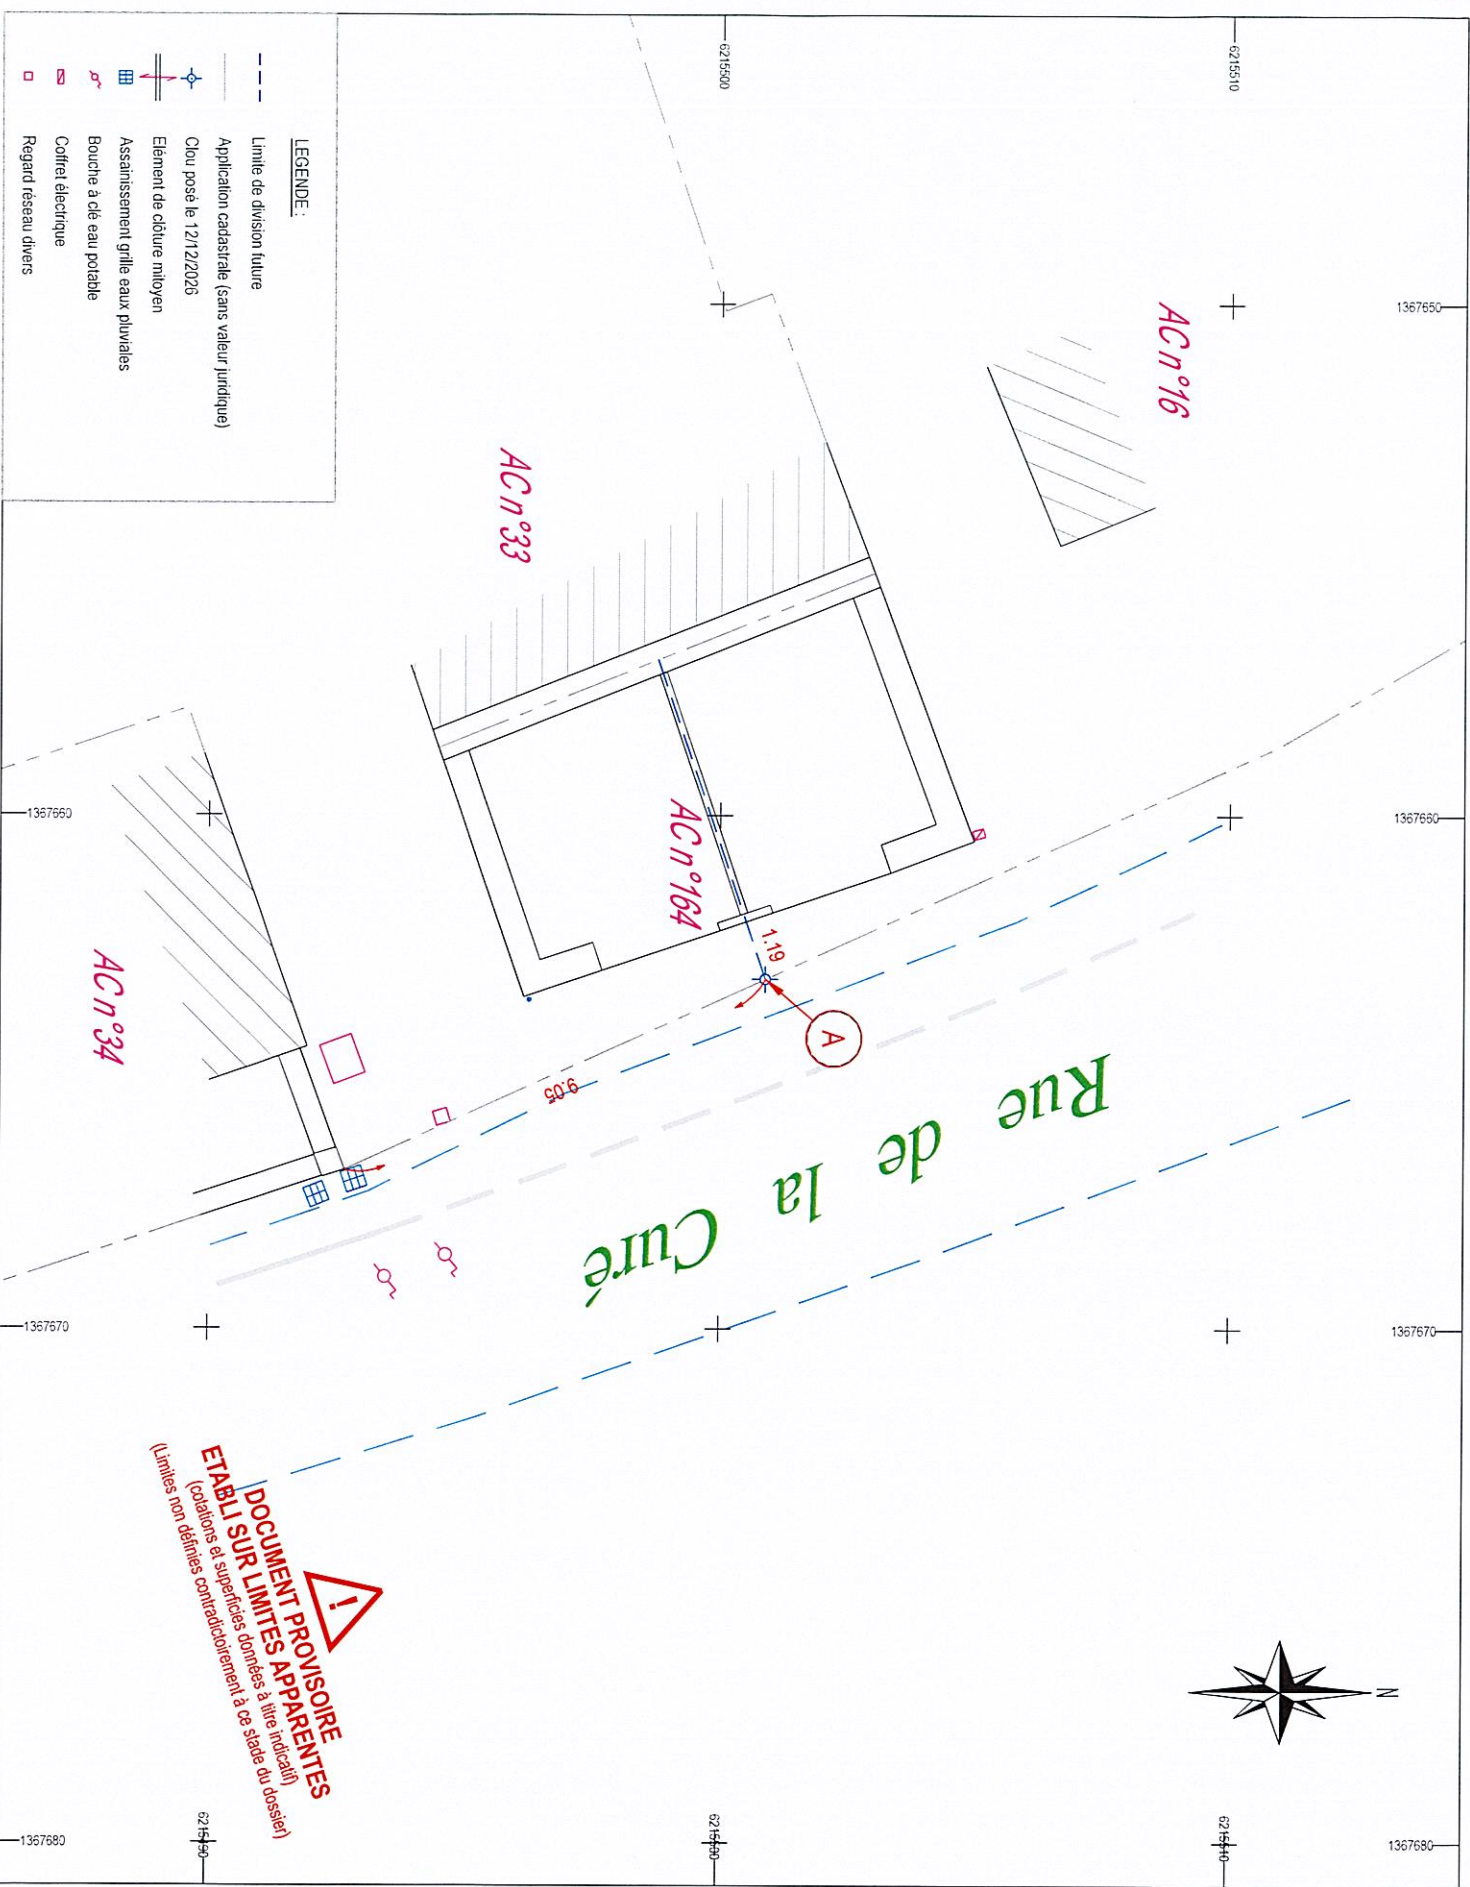 6215500
6215510
1367650
AC n°16
AC n°33
LEGENDE :
Limite de division future
Application cadastrale (sans valeur juridique)
Clou posé le 12/12/2026
Elément de clôture mitoyen
Assainissement grille eaux pluviales
Bouche à clé eau potable
Coffret électrique
Regard réseau divers
1367660
1367660
AC n°164
1.19
A
AC n°34
9.05
Rue de la Curé
1367670
1367670
DOCUMENT PROVISOIRE
ETABLI SUR LIMITES APPARENTES
(cotations et superficies données à titre indicatif)
(Limites non définies contradictoirement à ce stade du dossier)
!
N
1367680
6215490
6215500
6215510
1367680